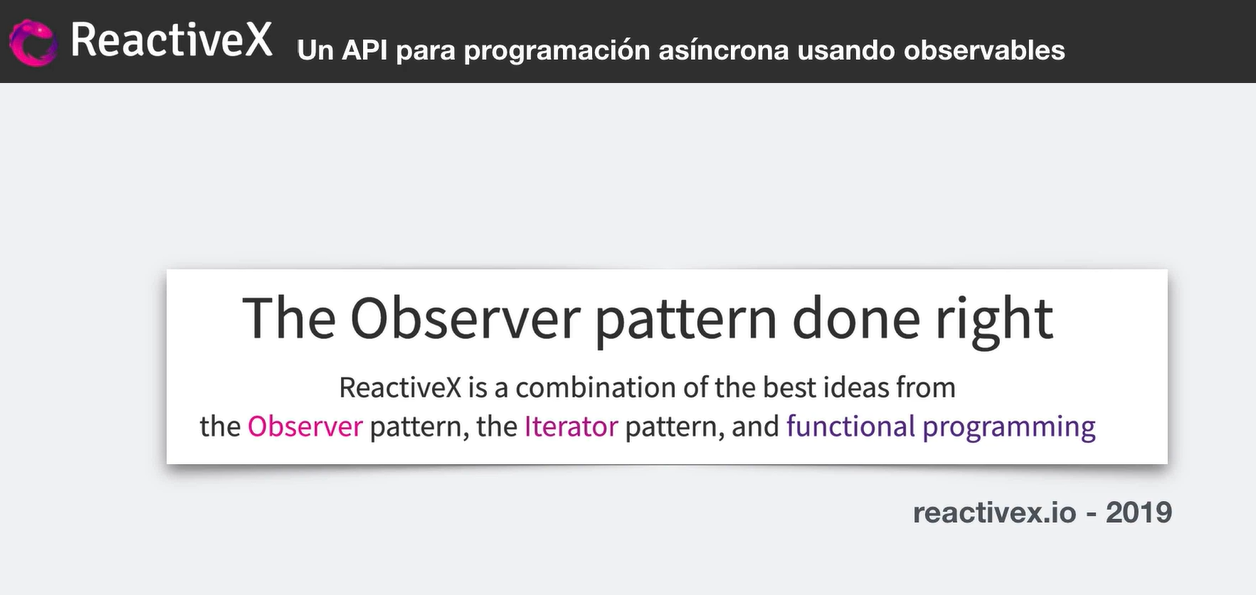 ReactiveX Un API para programación asíncrona usando observables
The Observer pattern done right
ReactiveX is a combination of the best ideas from
the Observer pattern, the Iterator pattern, and functional programming
reactivex.io - 2019